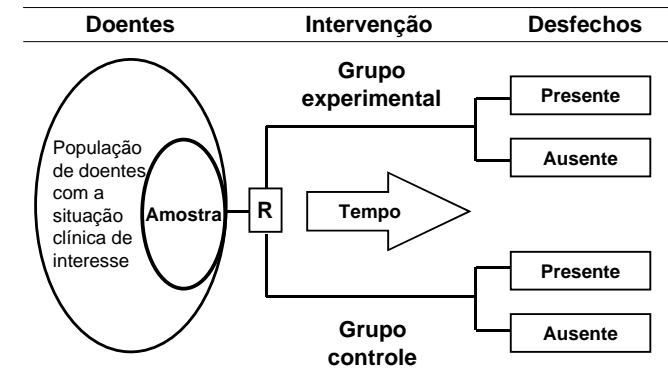 Doentes
Intervenção
Desfechos
Grupo
experimental
Presente
Ausente
População
de doentes
com a
situação
clínica de
interesse
Amostra
R
Tempo
Presente
Ausente
Grupo
controle